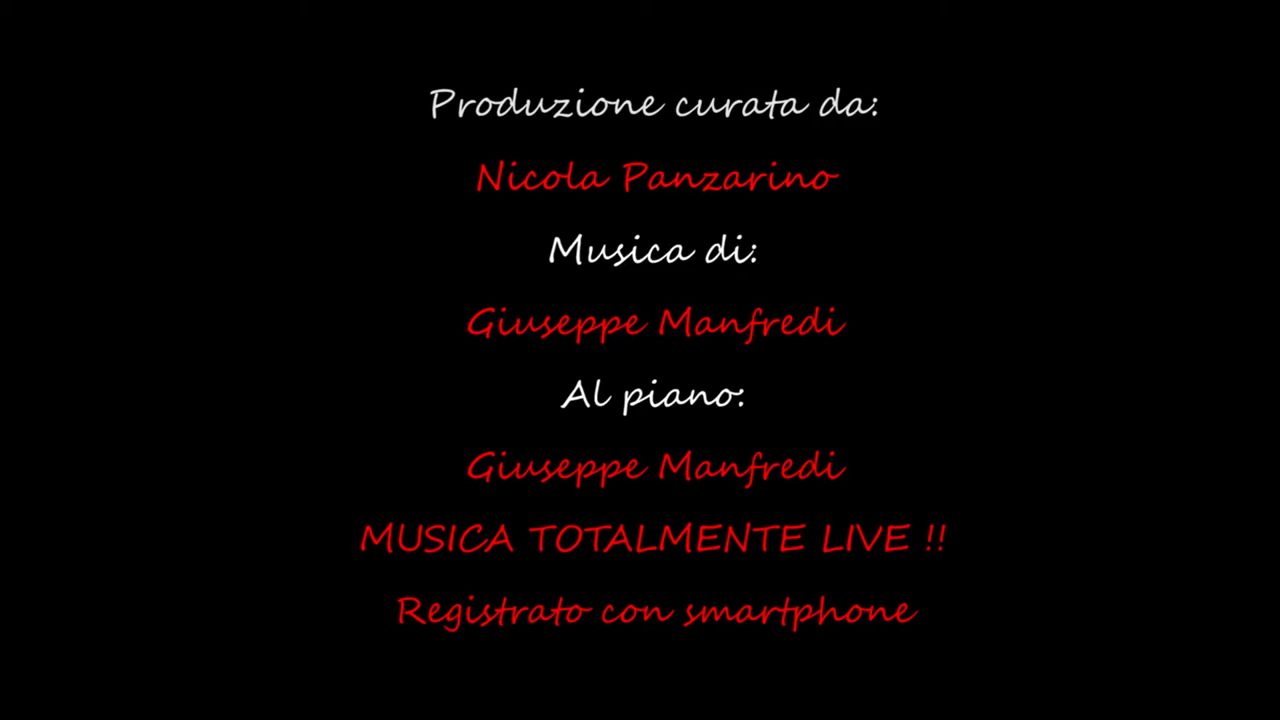 Produzione curata da:
Nicola Panzarino
Musica di:
Giuseppe Manfredi
Al piano:
Giuseppe Manfredi
MUSICA TOTALMENTE LIVE !!
Registrato con smartphone